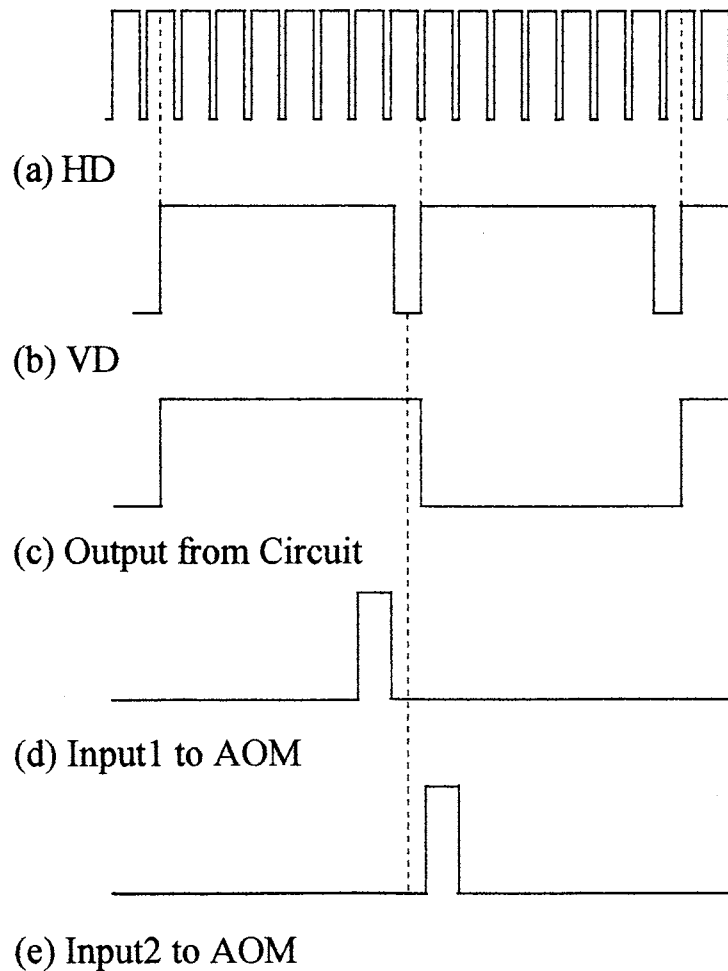 (a) HD
(b) VD
(c) Output from Circuit
(d) Input1 to AOM
(e) Input2 to AOM